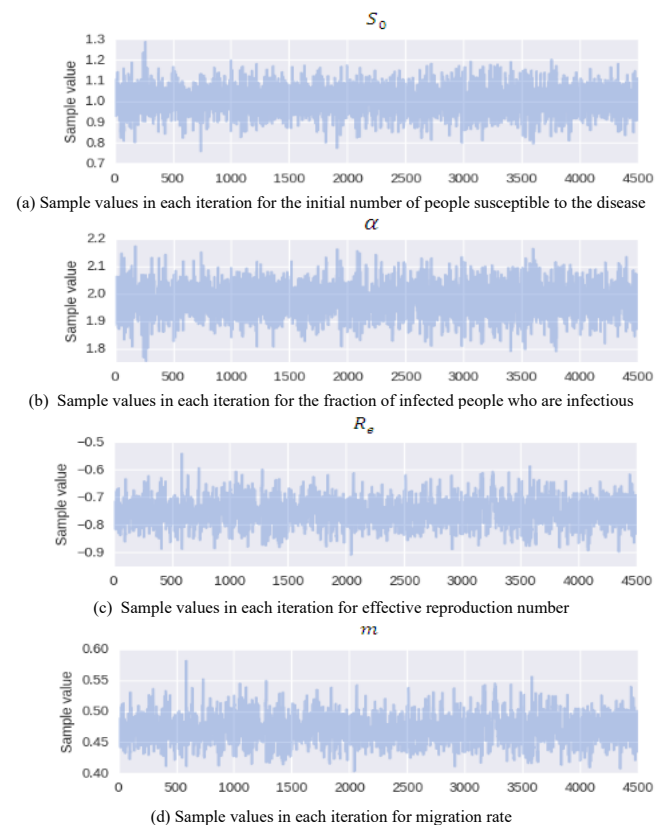 S₀
1.3
1.2
1.1
1.0
0.9
0.8
0.7
Sample value
0 500 1000 1500 2000 2500 3000 3500 4000 4500
(a) Sample values in each iteration for the initial number of people susceptible to the disease
α
2.2
2.1
2.0
1.9
1.8
Sample value
0 500 1000 1500 2000 2500 3000 3500 4000 4500
(b) Sample values in each iteration for the fraction of infected people who are infectious
Rₑ
−0.5
−0.6
−0.7
−0.8
−0.9
Sample value
0 500 1000 1500 2000 2500 3000 3500 4000 4500
(c) Sample values in each iteration for effective reproduction number
m
0.60
0.55
0.50
0.45
0.40
Sample value
0 500 1000 1500 2000 2500 3000 3500 4000 4500
(d) Sample values in each iteration for migration rate